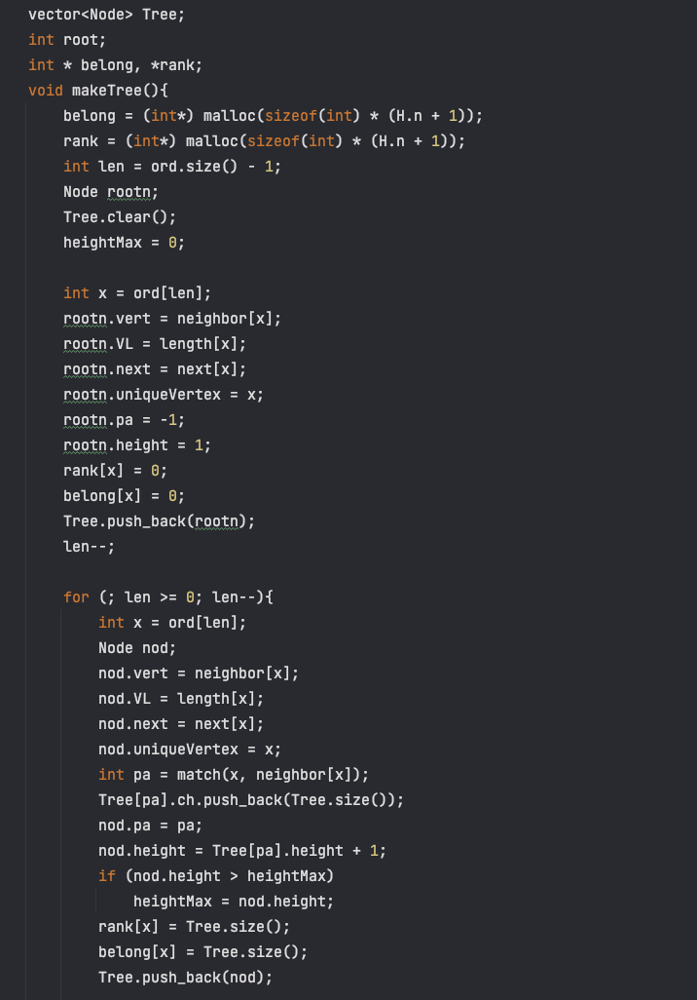 vector<Node> Tree;
int root;
int * belong, *rank;
void makeTree(){
    belong = (int*) malloc(sizeof(int) * (H.n + 1));
    rank = (int*) malloc(sizeof(int) * (H.n + 1));
    int len = ord.size() - 1;
    Node rootn;
    Tree.clear();
    heightMax = 0;

    int x = ord[len];
    rootn.vert = neighbor[x];
    rootn.VL = length[x];
    rootn.next = next[x];
    rootn.uniqueVertex = x;
    rootn.pa = -1;
    rootn.height = 1;
    rank[x] = 0;
    belong[x] = 0;
    Tree.push_back(rootn);
    len--;

    for (; len >= 0; len--){
        int x = ord[len];
        Node nod;
        nod.vert = neighbor[x];
        nod.VL = length[x];
        nod.next = next[x];
        nod.uniqueVertex = x;
        int pa = match(x, neighbor[x]);
        Tree[pa].ch.push_back(Tree.size());
        nod.pa = pa;
        nod.height = Tree[pa].height + 1;
        if (nod.height > heightMax)
            heightMax = nod.height;
        rank[x] = Tree.size();
        belong[x] = Tree.size();
        Tree.push_back(nod);